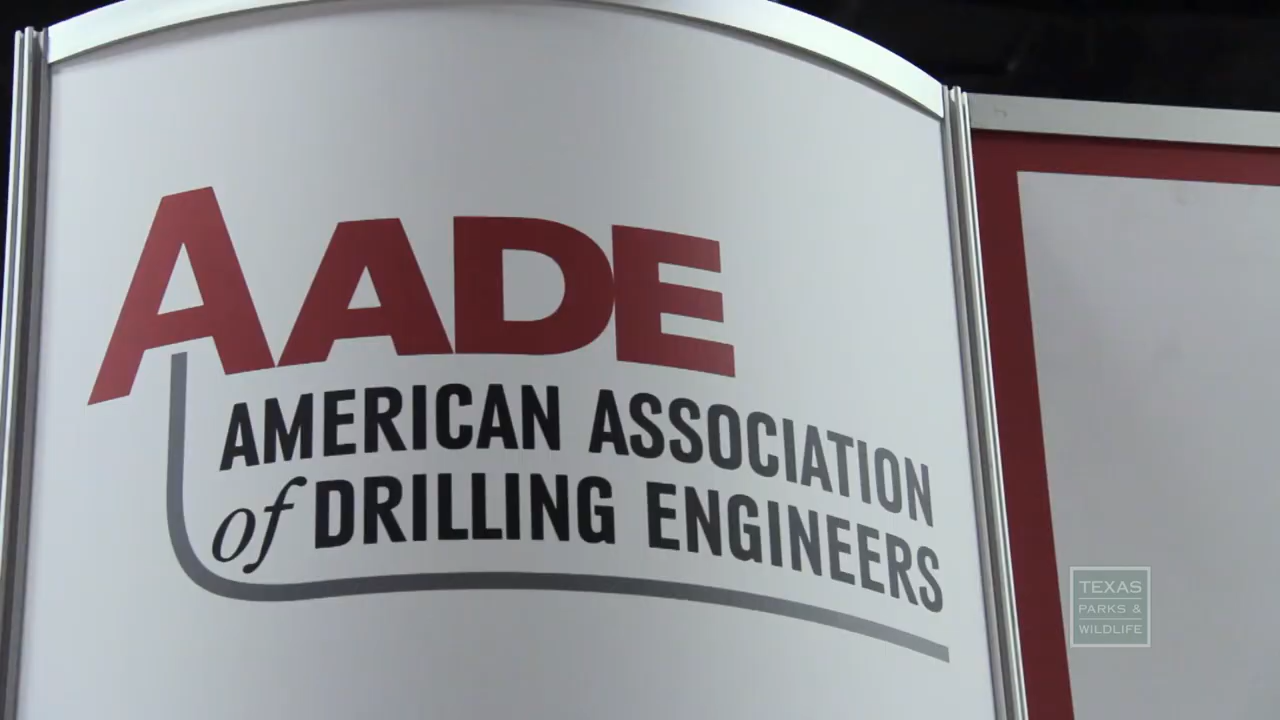 AADE
AMERICAN ASSOCIATION
of DRILLING ENGINEERS
TEXAS
PARKS &
WILDLIFE